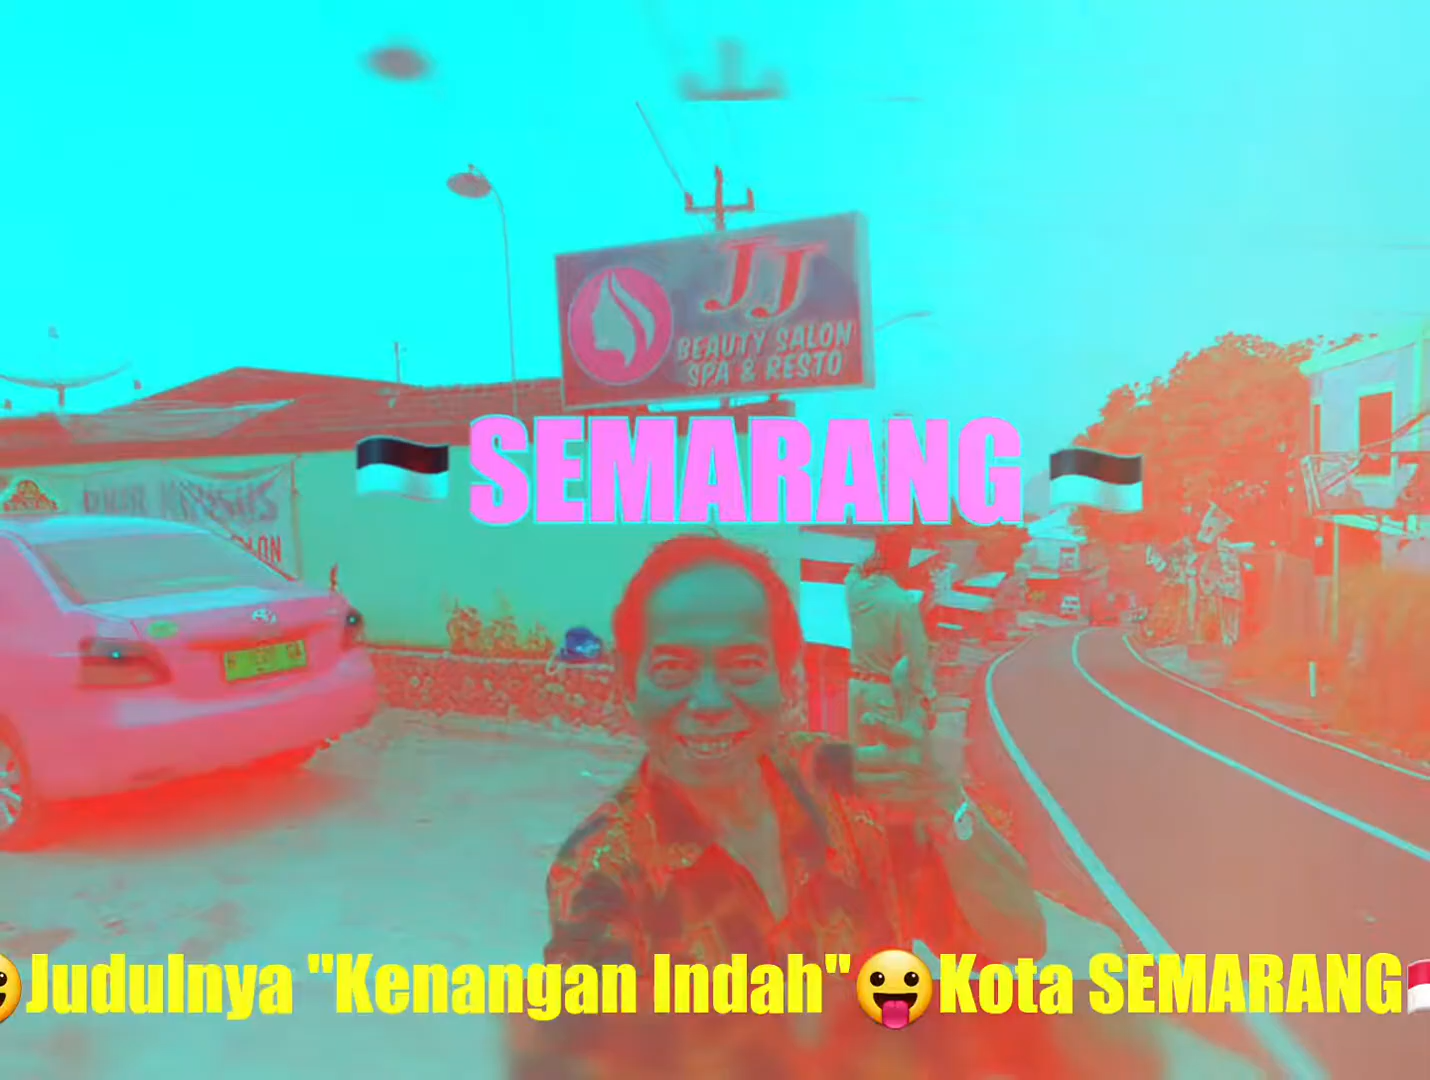 JJ
BEAUTY SALON
SPA & RESTO
SEMARANG
😛Judulnya "Kenangan Indah"😛Kota SEMARANG🇮🇩